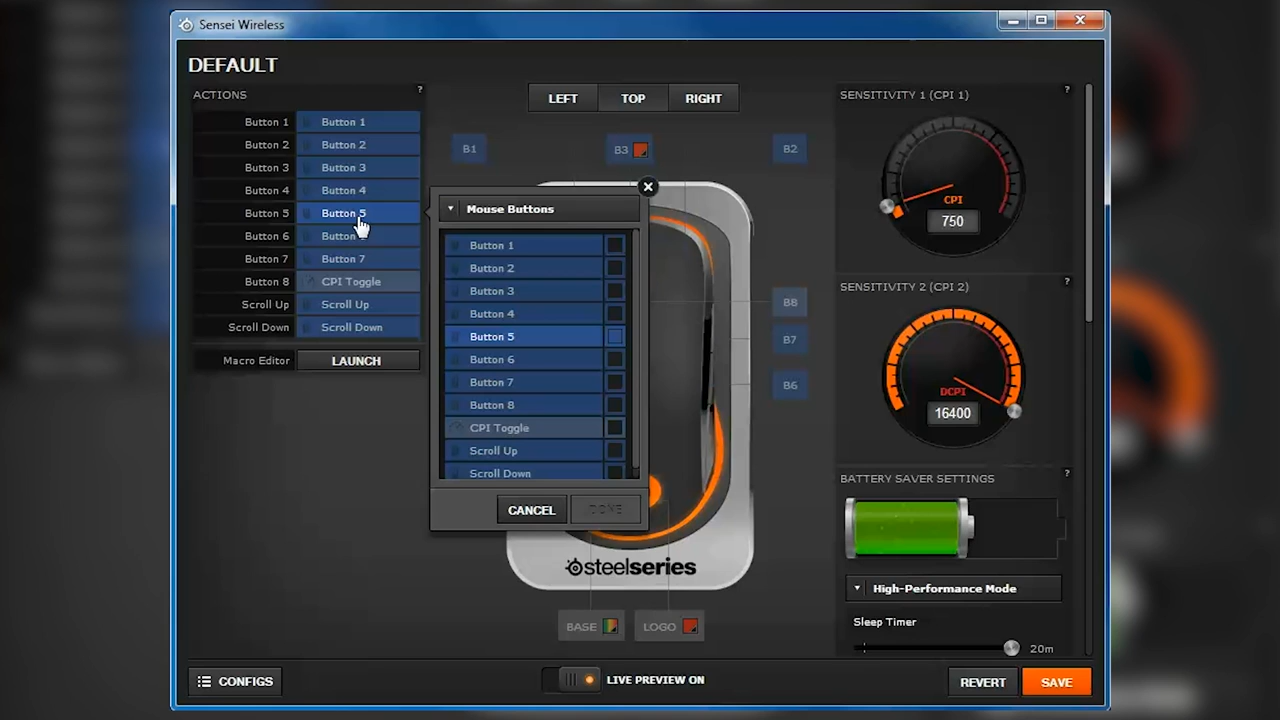 Sensei Wireless
DEFAULT
ACTIONS
?
Button 1 Button 1
Button 2 Button 2
Button 3 Button 3
Button 4 Button 4
Button 5 Button 5
Button 6 Button
Button 7 Button 7
Button 8 CPI Toggle
Scroll Up Scroll Up
Scroll Down Scroll Down
Macro Editor LAUNCH
LEFT TOP RIGHT
B1 B3 B2
Mouse Buttons
Button 1
Button 2
Button 3
Button 4
Button 5
Button 6
Button 7
Button 8
CPI Toggle
Scroll Up
Scroll Down
CANCEL DONE
B8
B7
B6
steelseries
BASE LOGO
SENSITIVITY 1 (CPI 1)
?
CPI
750
SENSITIVITY 2 (CPI 2)
?
DCPI
16400
BATTERY SAVER SETTINGS
?
High-Performance Mode
Sleep Timer
20m
CONFIGS
LIVE PREVIEW ON
REVERT SAVE